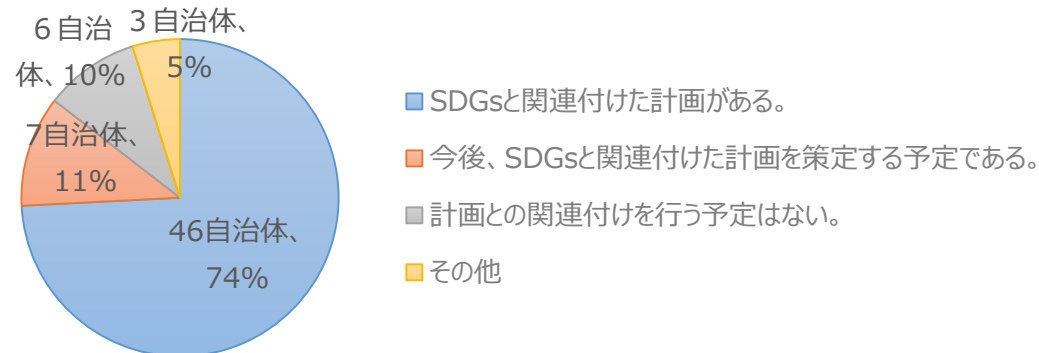 6自治
体、10%
3自治体、
5%
7自治体、
11%
46自治体、
74%
SDGsと関連付けた計画がある。
今後、SDGsと関連付けた計画を策定する予定である。
計画との関連付けを行う予定はない。
その他